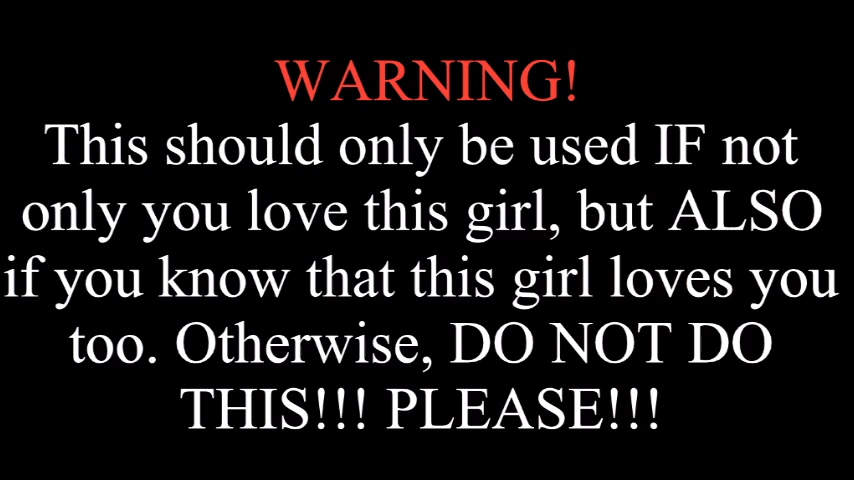 WARNING!
This should only be used IF not
only you love this girl, but ALSO
if you know that this girl loves you
too. Otherwise, DO NOT DO
THIS!!! PLEASE!!!